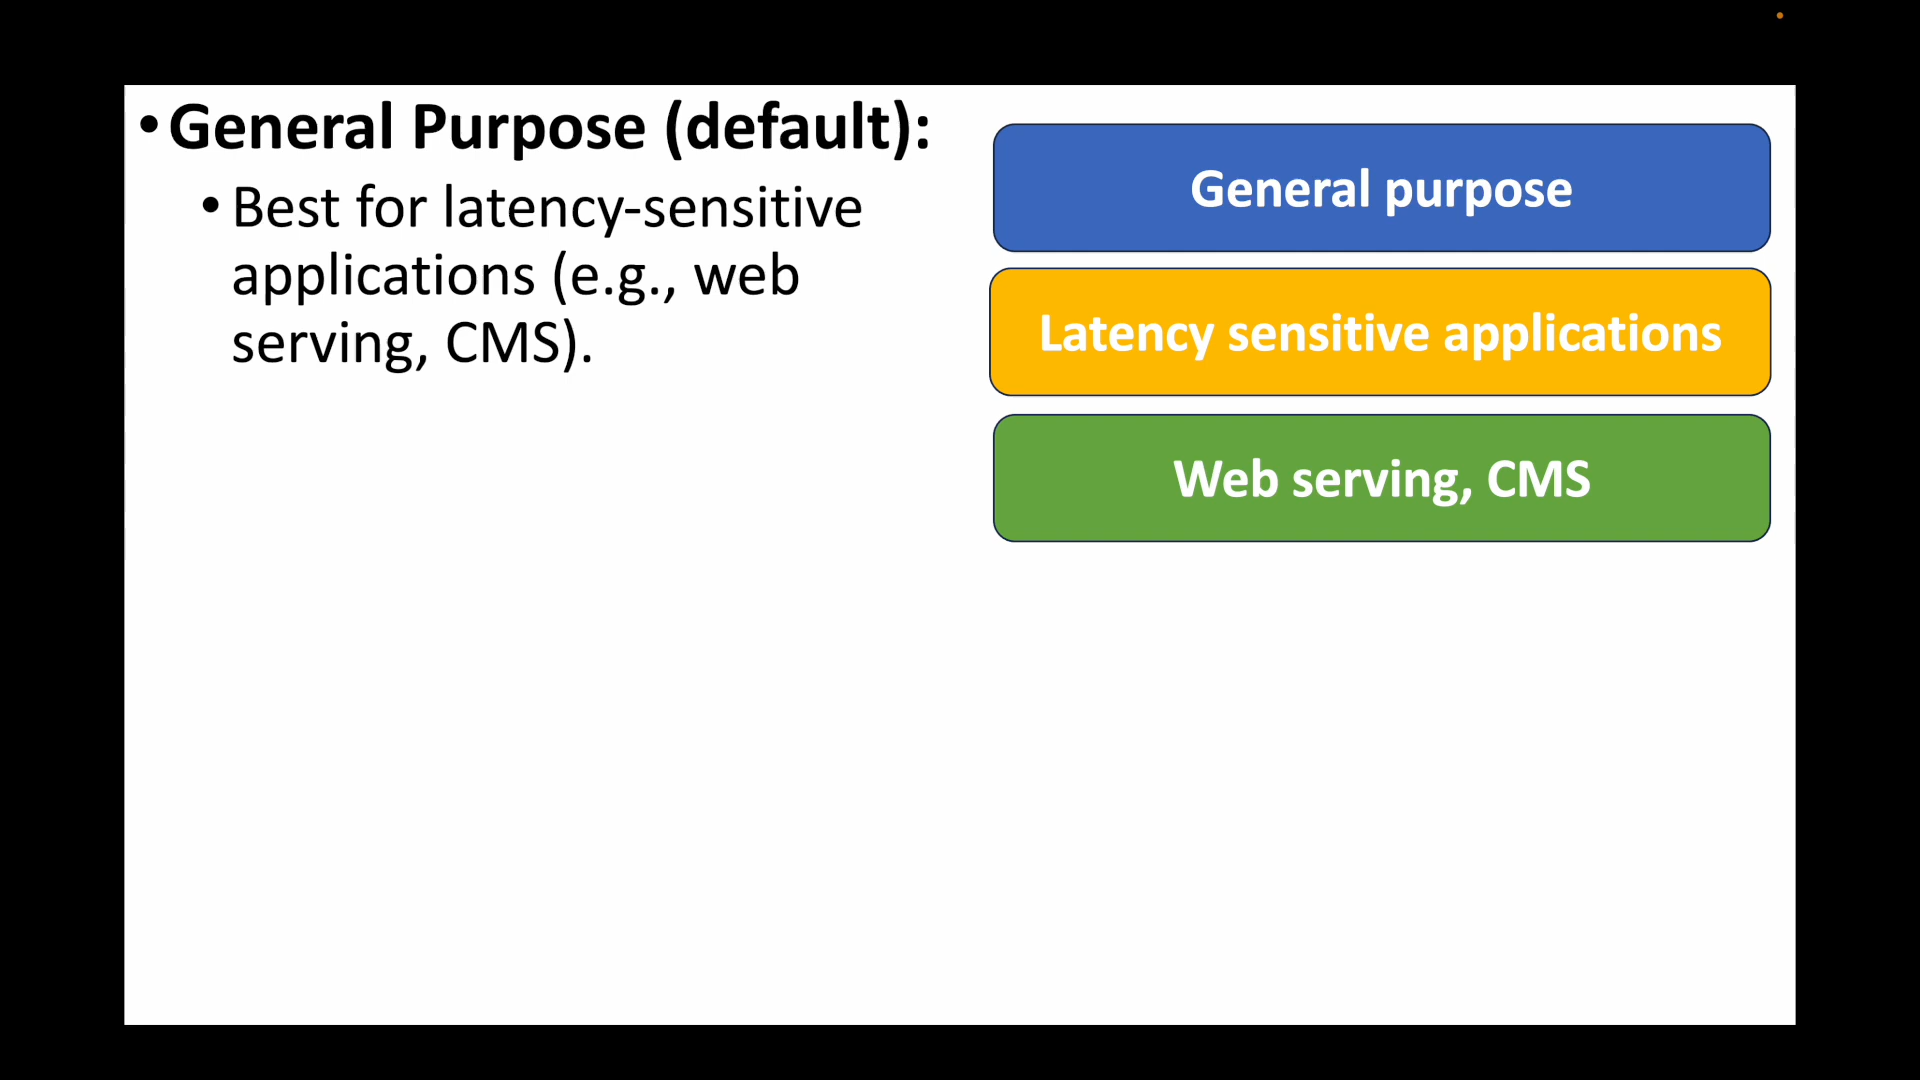 • General Purpose (default):
• Best for latency-sensitive
applications (e.g., web
serving, CMS).
General purpose
Latency sensitive applications
Web serving, CMS